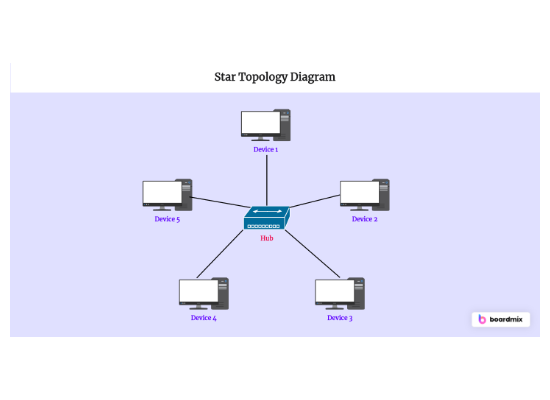 Star Topology Diagram
Device 1
Device 5
Device 2
Hub
Device 4
Device 3
boardmix